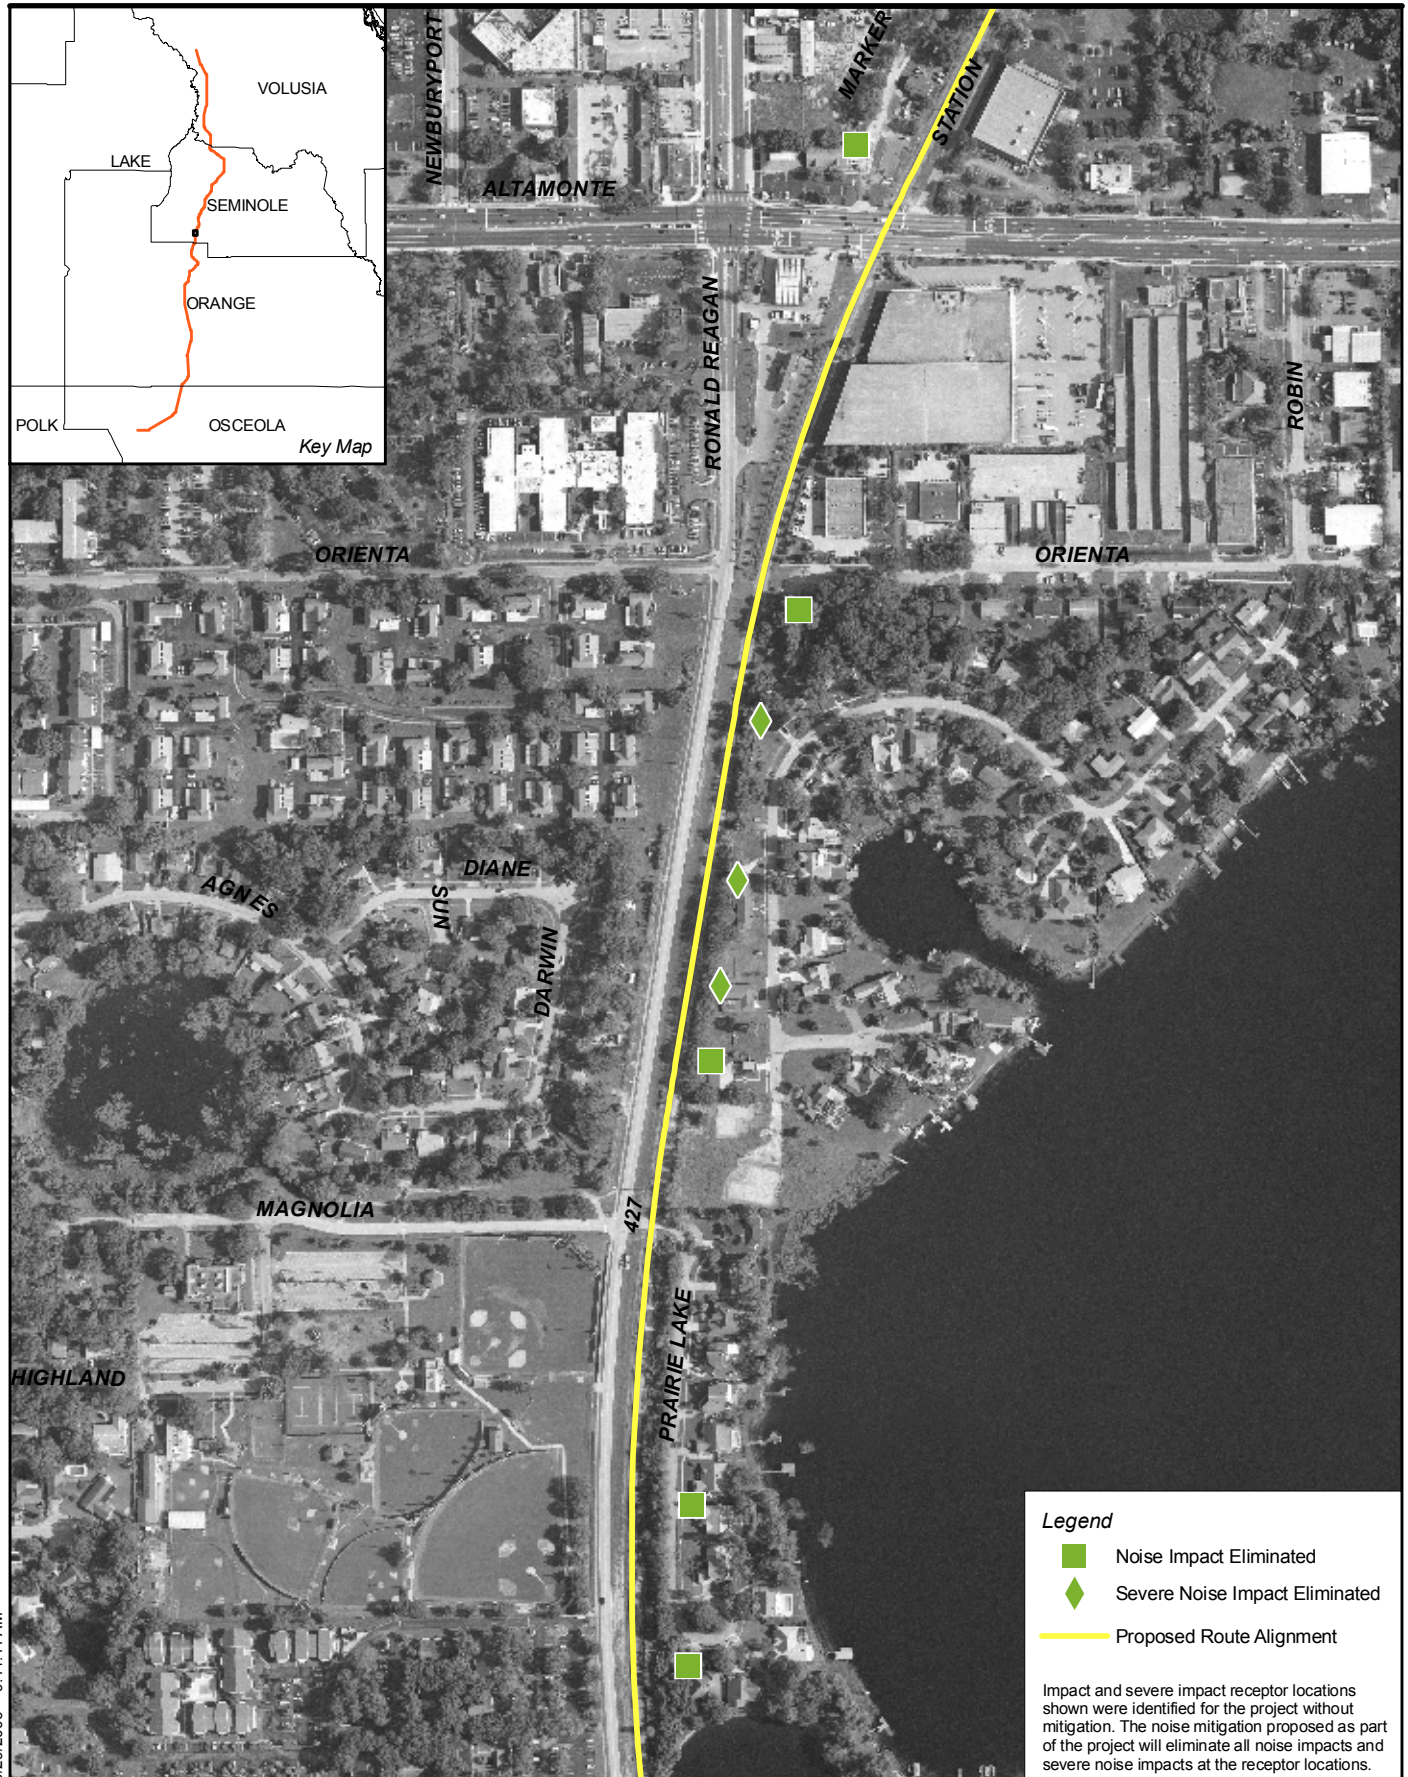 VOLUSIA
LAKE
SEMINOLE
ORANGE
POLK
OSCEOLA
Key Map
NEWBURYPORT
MARKER
STATION
ALTAMONTE
RONALD REAGAN
ROBIN
ORIENTA
ORIENTA
DIANE
AGNES
SUN
DARWIN
MAGNOLIA
427
PRAIRIE LAKE
HIGHLAND
Legend
Noise Impact Eliminated
Severe Noise Impact Eliminated
Proposed Route Alignment
Impact and severe impact receptor locations
shown were identified for the project without
mitigation. The noise mitigation proposed as part
of the project will eliminate all noise impacts and
severe noise impacts at the receptor locations.